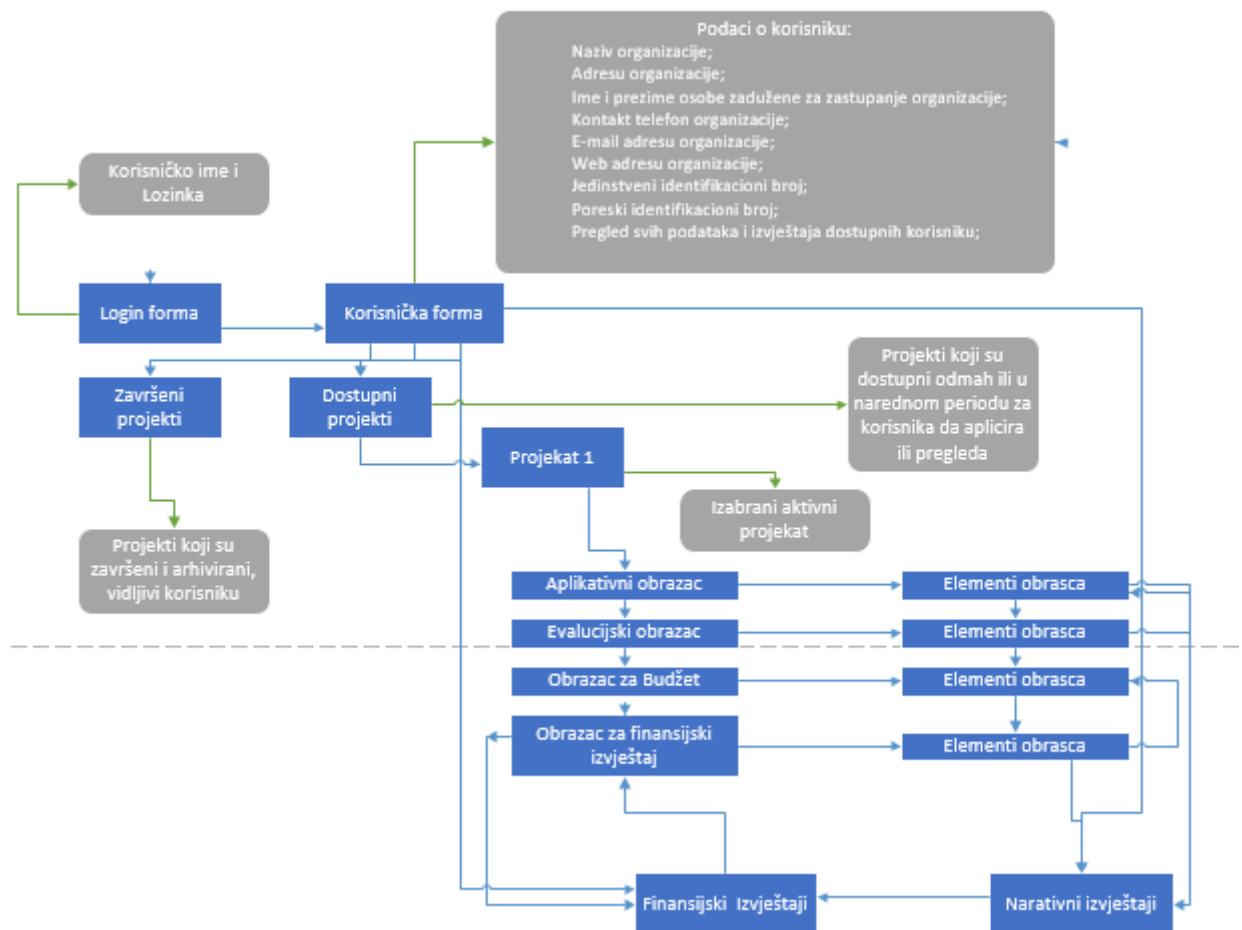 Podaci o korisniku:
Naziv organizacije;
Adresu organizacije;
Ime i prezime osobe zadužene za zastupanje organizacije;
Kontakt telefon organizacije;
E-mail adresu organizacije;
Web adresu organizacije;
Jedinstveni identifikacioni broj;
Poreski identifikacioni broj;
Pregled svih podataka i izvještaja dostupnih korisniku;
Korisničko ime i
Lozinka
Login forma
Korisnička forma
Završeni
projekti
Dostupni
projekti
Projekti koji su
dostupni odmah ili u
narednom periodu za
korisnika da aplicira
ili pregleda
Projekat 1
Izabrani aktivni
projekat
Projekti koji su
završeni i arhivirani,
vidljivi korisniku
Aplikativni obrazac
Elementi obrasca
Evalucijski obrazac
Elementi obrasca
Obrazac za Budžet
Elementi obrasca
Obrazac za finansijski
izvještaj
Elementi obrasca
Finansijski Izvještaji
Narativni izvještaji